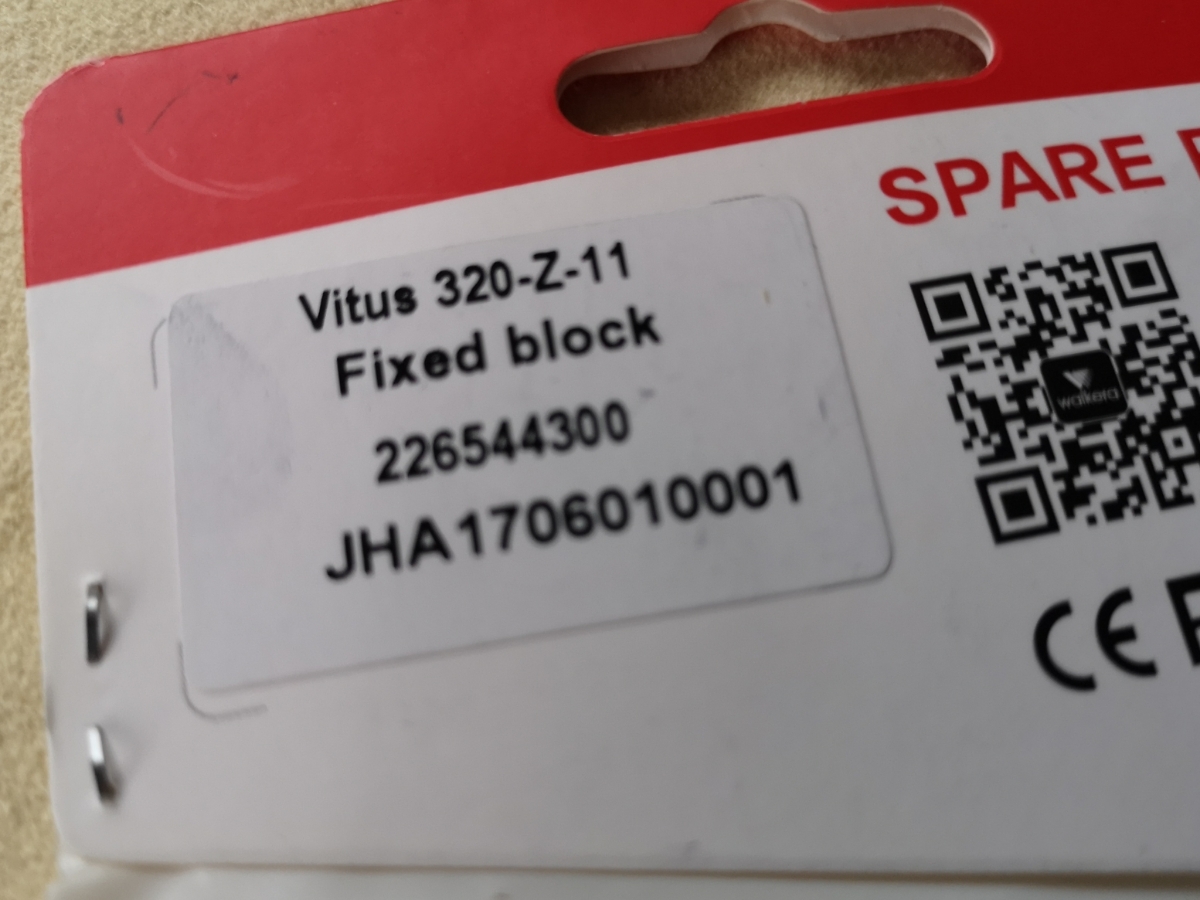 Vitus 320-Z-11
Fixed block
226544300
JHA1706010001
SPARE
walkera
CE